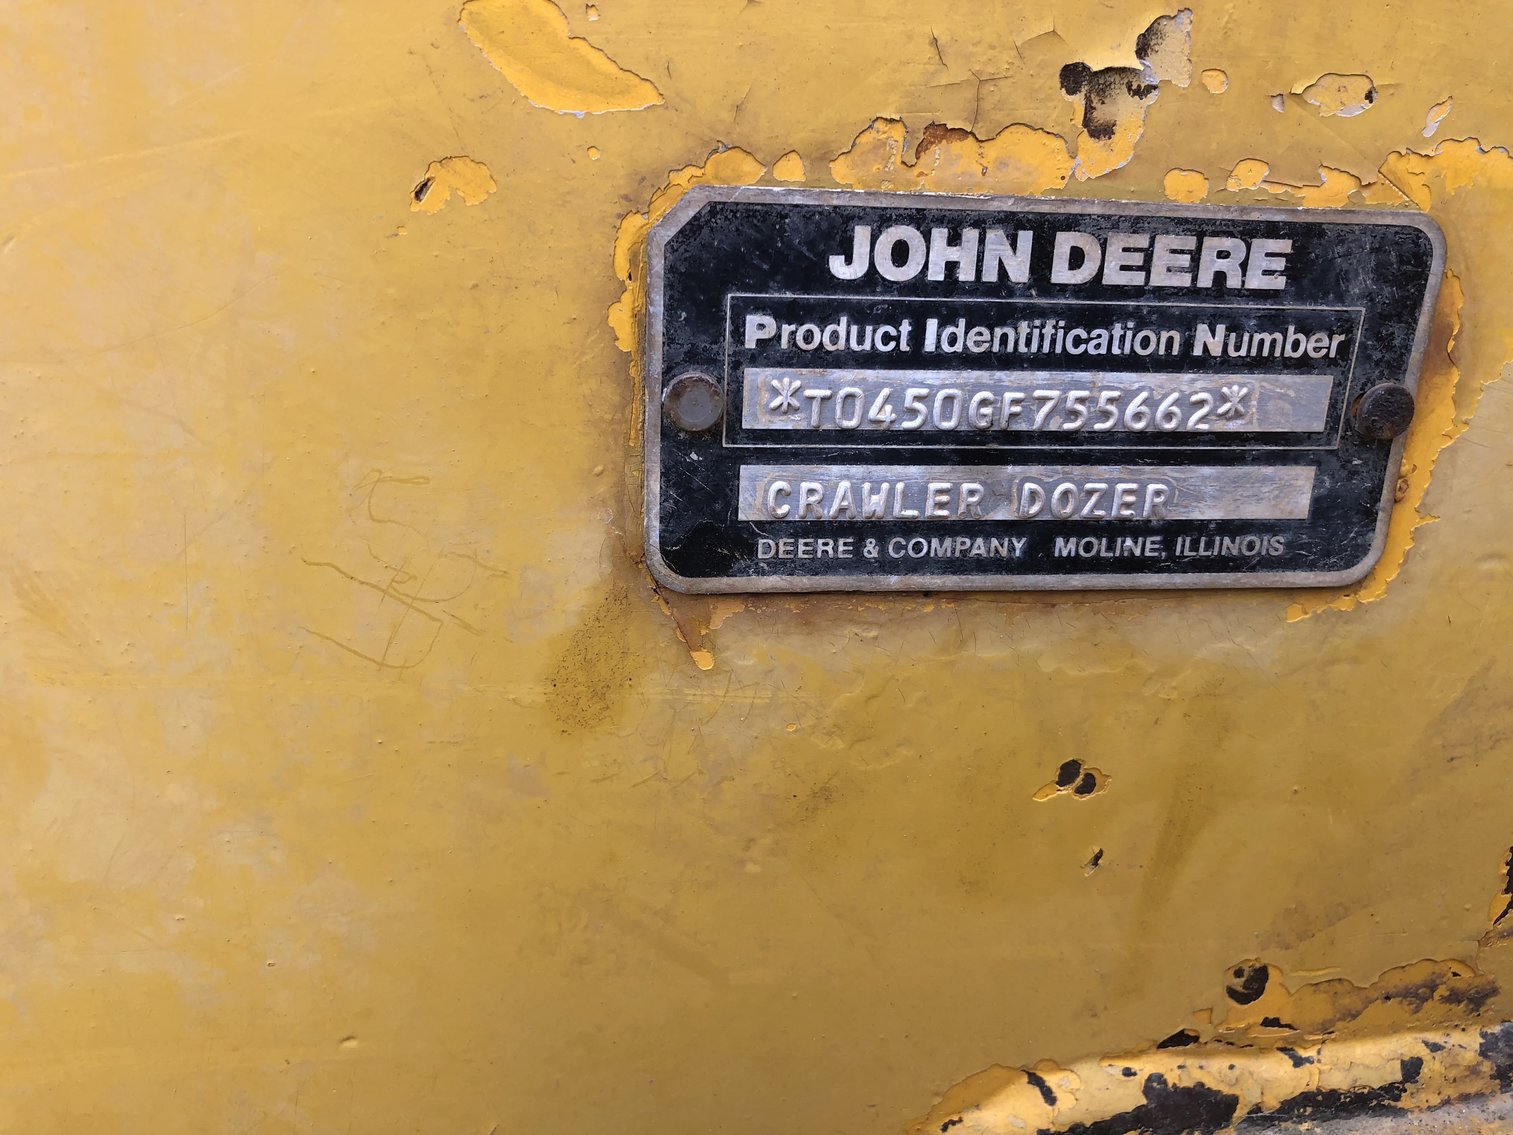 JOHN DEERE
Product Identification Number
*T0450GF755662*
CRAWLER DOZER
DEERE & COMPANY MOLINE, ILLINOIS